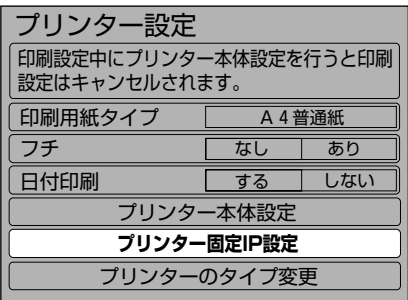 プリンター設定
印刷設定中にプリンター本体設定を行うと印刷
設定はキャンセルされます。
印刷用紙タイプ A4普通紙
フチ なし あり
日付印刷 する しない
プリンター本体設定
プリンター固定IP設定
プリンターのタイプ変更